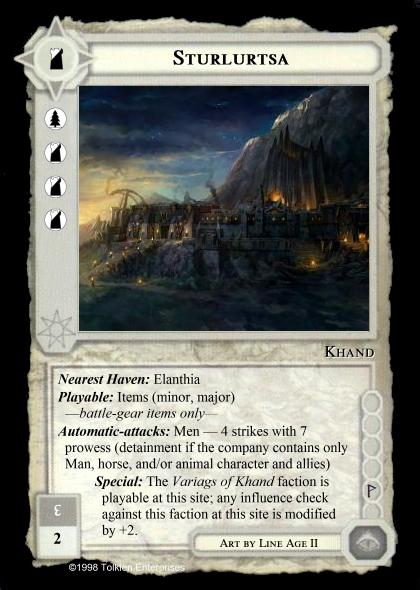 STURLURTSA
KHAND
Nearest Haven: Elanthia
Playable: Items (minor, major)
—battle-gear items only—
Automatic-attacks: Men — 4 strikes with 7
prowess (detainment if the company contains only
Man, horse, and/or animal character and allies)
Special: The Variags of Khand faction is
playable at this site; any influence check
against this faction at this site is modified
by +2.
ε
2
ART BY LINE AGE II
©1998 Tolkien Enterprises